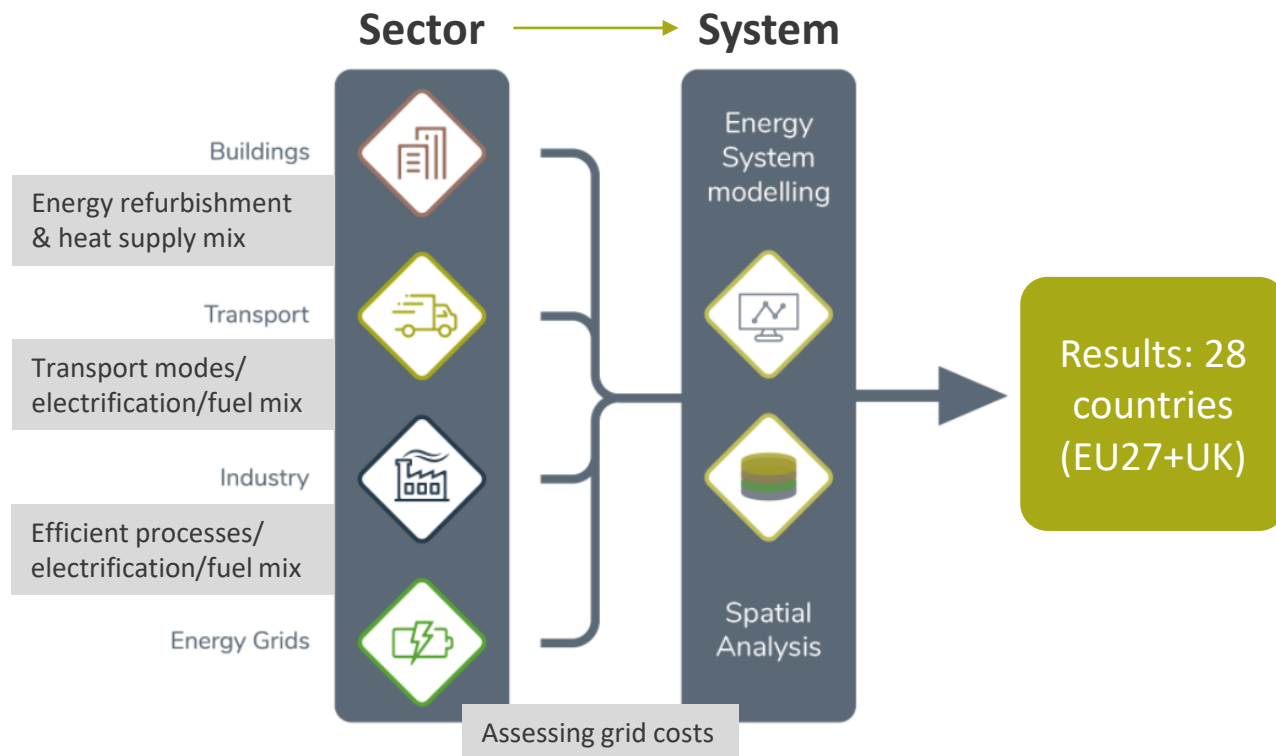 Sector
System
Buildings
Energy refurbishment
& heat supply mix
Transport
Transport modes/
electrification/fuel mix
Industry
Efficient processes/
electrification/fuel mix
Energy Grids
Assessing grid costs
Energy
System
modelling
Spatial
Analysis
Results: 28
countries
(EU27+UK)